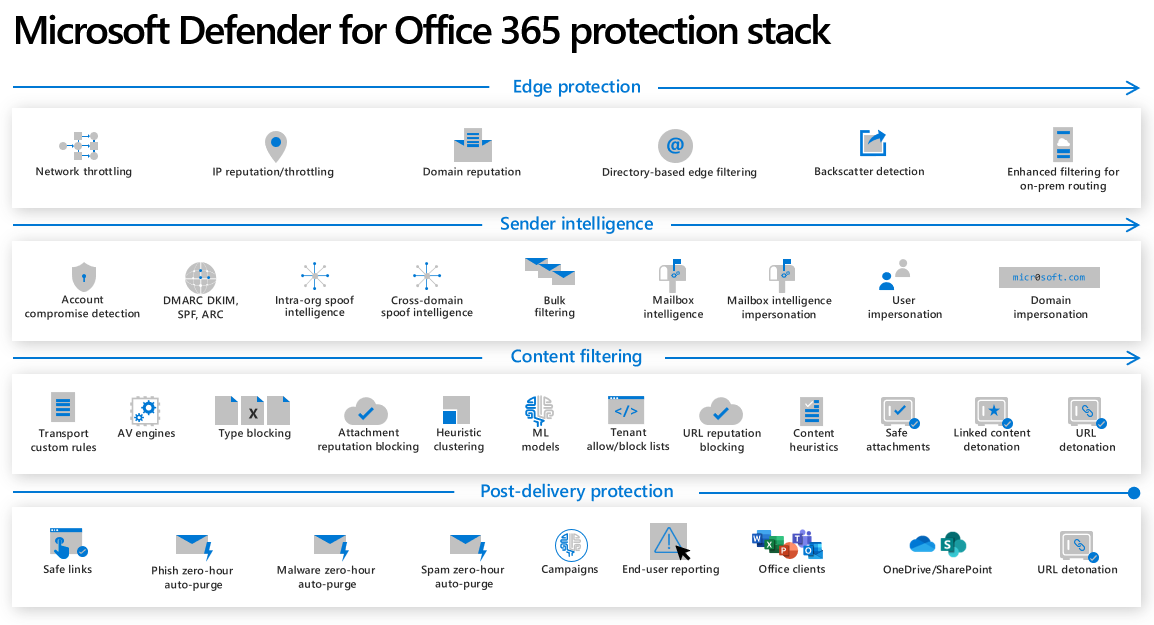 Microsoft Defender for Office 365 protection stack
Edge protection
Network throttling
IP reputation/throttling
Domain reputation
@
Directory-based edge filtering
Backscatter detection
Enhanced filtering for
on-prem routing
Sender intelligence
Account
compromise detection
DMARC DKIM,
SPF, ARC
Intra-org spoof
intelligence
Cross-domain
spoof intelligence
Bulk
filtering
Mailbox
intelligence
Mailbox intelligence
impersonation
User
impersonation
micr0soft.com
Domain
impersonation
Content filtering
Transport
custom rules
AV engines
X
Type blocking
Attachment
reputation blocking
Heuristic
clustering
ML
models
</>
Tenant
allow/block lists
URL reputation
blocking
Content
heuristics
Safe
attachments
Linked content
detonation
URL
detonation
Post-delivery protection
Safe links
Phish zero-hour
auto-purge
Malware zero-hour
auto-purge
Spam zero-hour
auto-purge
Campaigns
End-user reporting
W
X
P
T
O
Office clients
S
OneDrive/SharePoint
URL detonation